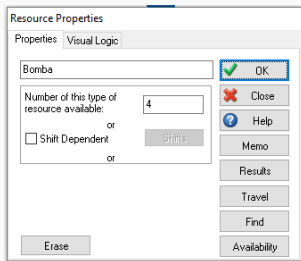 Resource Properties
Properties
Visual Logic
Bomba
OK
Number of this type of
resource available:
4
Close
or
Help
Shift Dependent
Shifts
Memo
or
Results
Travel
Find
Erase
Availability